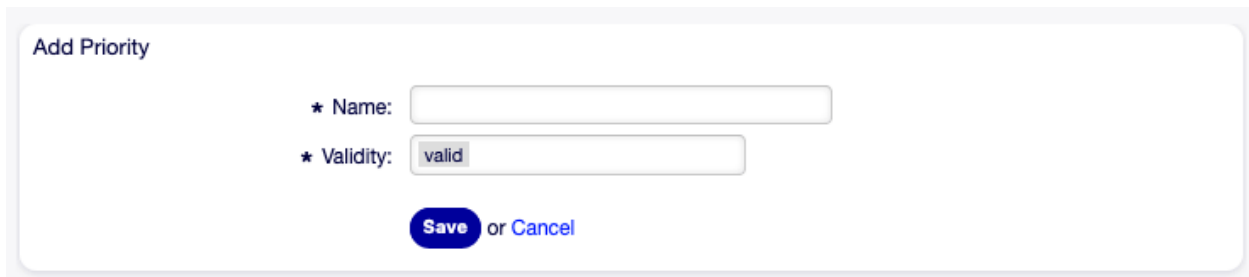 Add Priority
★ Name:
★ Validity: valid
Save or Cancel